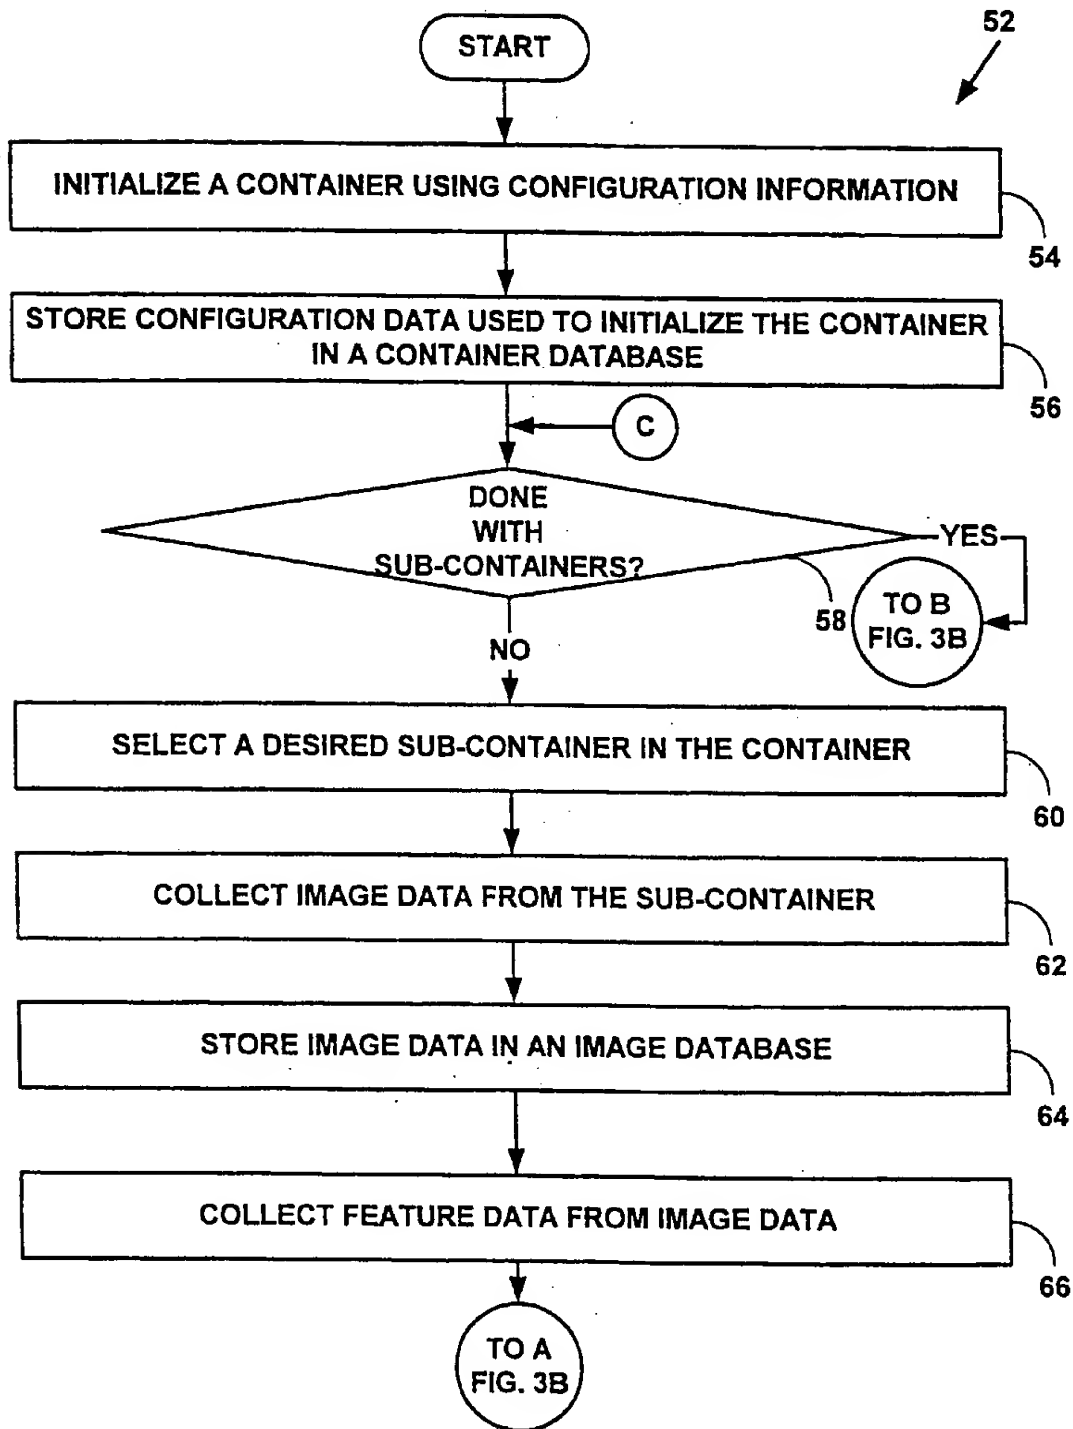 START
52
INITIALIZE A CONTAINER USING CONFIGURATION INFORMATION
54
STORE CONFIGURATION DATA USED TO INITIALIZE THE CONTAINER
IN A CONTAINER DATABASE
56
C
DONE
WITH
SUB-CONTAINERS?
YES
58
TO B
FIG. 3B
NO
SELECT A DESIRED SUB-CONTAINER IN THE CONTAINER
60
COLLECT IMAGE DATA FROM THE SUB-CONTAINER
62
STORE IMAGE DATA IN AN IMAGE DATABASE
64
COLLECT FEATURE DATA FROM IMAGE DATA
66
TO A
FIG. 3B